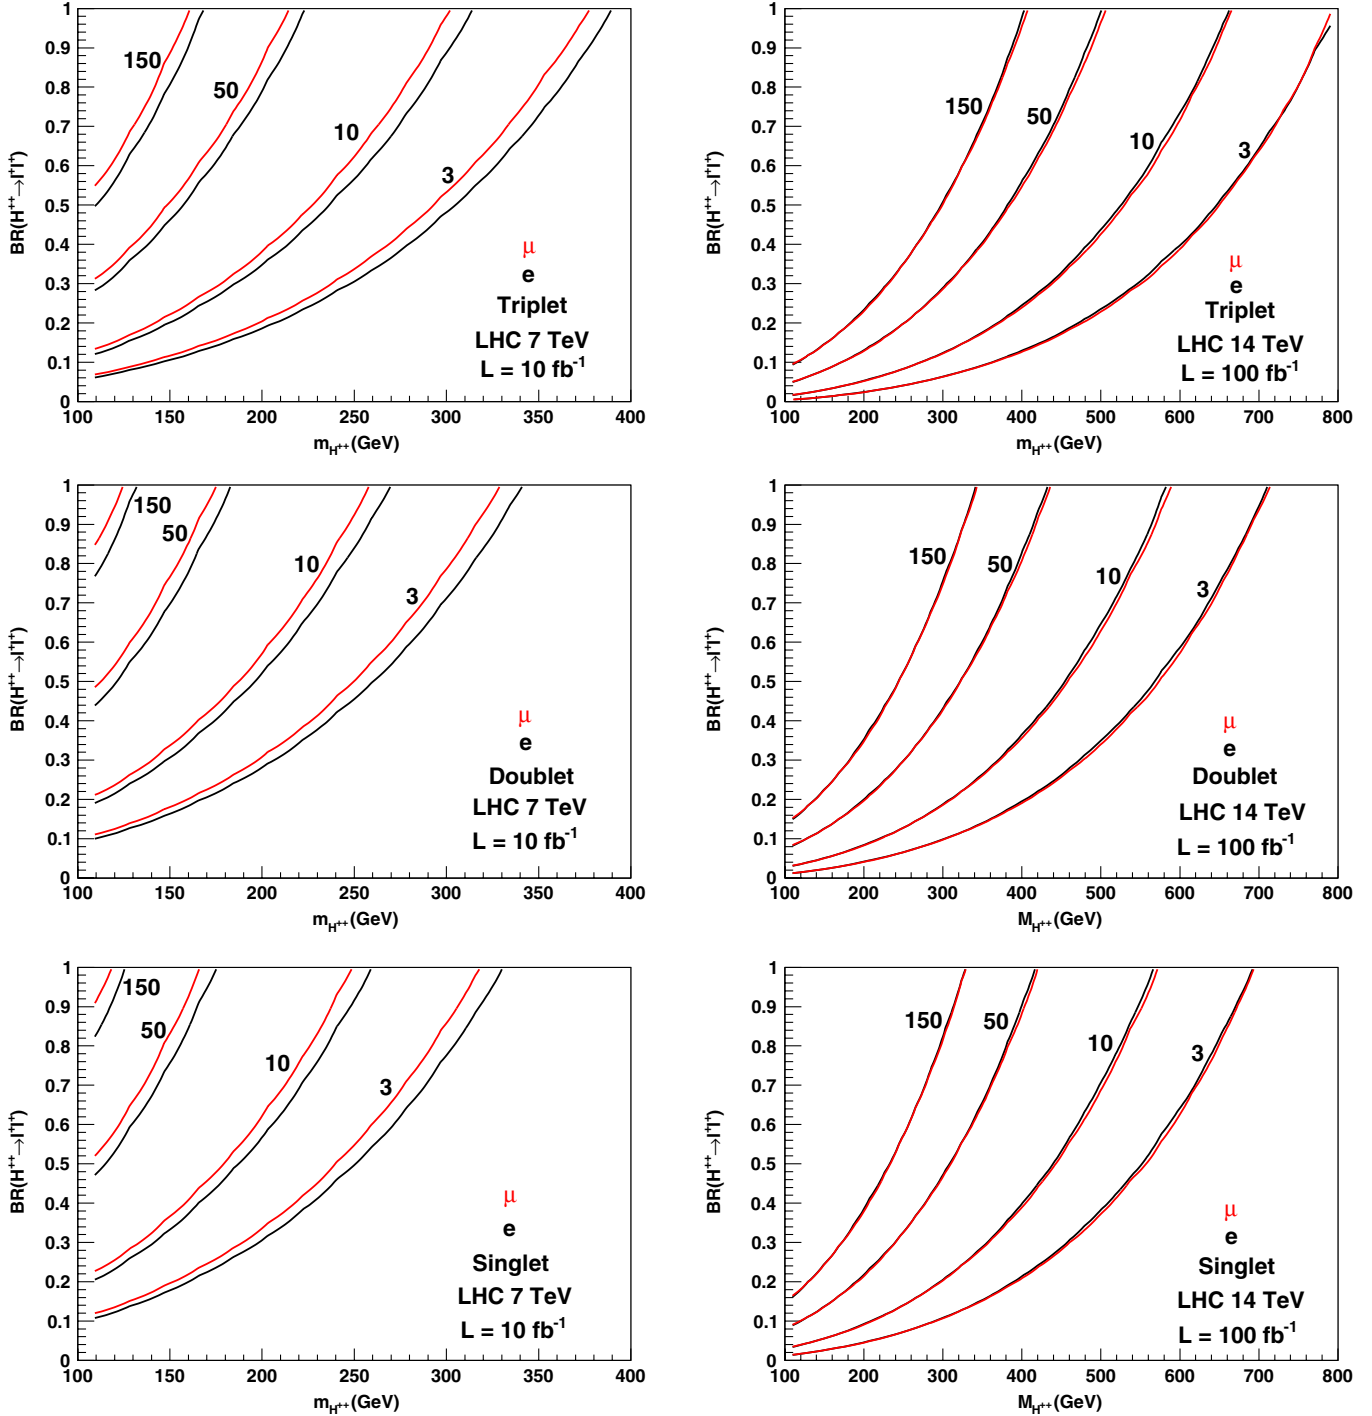 BR(H⁺⁺→l⁺l⁺)
1
0.9
0.8
0.7
0.6
0.5
0.4
0.3
0.2
0.1
0
150
50
10
3
μ
e
Triplet
LHC 7 TeV
L = 10 fb⁻¹
100 150 200 250 300 350 400
m_H⁺⁺(GeV)
BR(H⁺⁺→l⁺l⁺)
1
0.9
0.8
0.7
0.6
0.5
0.4
0.3
0.2
0.1
0
150
50
10
3
μ
e
Triplet
LHC 14 TeV
L = 100 fb⁻¹
100 200 300 400 500 600 700 800
m_H⁺⁺(GeV)
BR(H⁺⁺→l⁺l⁺)
1
0.9
0.8
0.7
0.6
0.5
0.4
0.3
0.2
0.1
0
150
50
10
3
μ
e
Doublet
LHC 7 TeV
L = 10 fb⁻¹
100 150 200 250 300 350 400
m_H⁺⁺(GeV)
BR(H⁺⁺→l⁺l⁺)
1
0.9
0.8
0.7
0.6
0.5
0.4
0.3
0.2
0.1
0
150
50
10
3
μ
e
Doublet
LHC 14 TeV
L = 100 fb⁻¹
100 200 300 400 500 600 700 800
M_H⁺⁺(GeV)
BR(H⁺⁺→l⁺l⁺)
1
0.9
0.8
0.7
0.6
0.5
0.4
0.3
0.2
0.1
0
150
50
10
3
μ
e
Singlet
LHC 7 TeV
L = 10 fb⁻¹
100 150 200 250 300 350 400
m_H⁺⁺(GeV)
BR(H⁺⁺→l⁺l⁺)
1
0.9
0.8
0.7
0.6
0.5
0.4
0.3
0.2
0.1
0
150
50
10
3
μ
e
Singlet
LHC 14 TeV
L = 100 fb⁻¹
100 200 300 400 500 600 700 800
M_H⁺⁺(GeV)